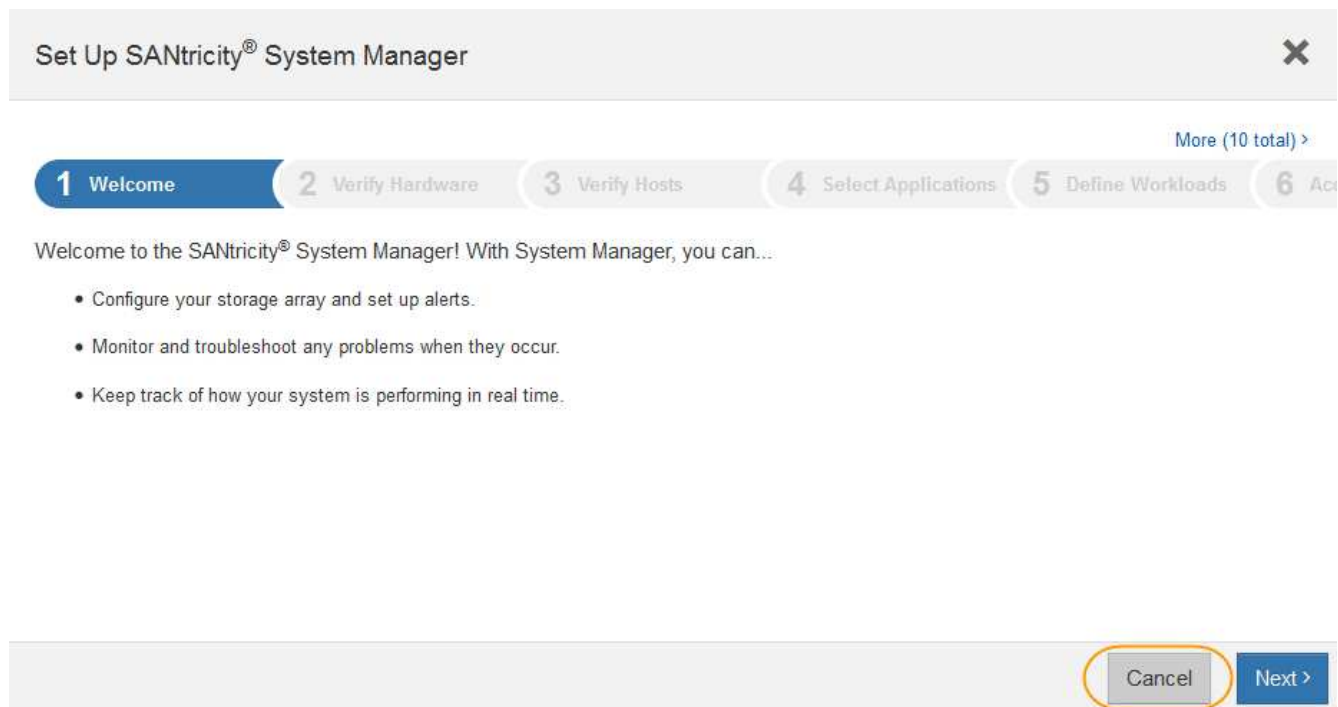 Set Up SANtricity® System Manager
More (10 total) >
1 Welcome 2 Verify Hardware 3 Verify Hosts 4 Select Applications 5 Define Workloads 6 Acc
Welcome to the SANtricity® System Manager! With System Manager, you can...
• Configure your storage array and set up alerts.
• Monitor and troubleshoot any problems when they occur.
• Keep track of how your system is performing in real time.
Cancel Next >